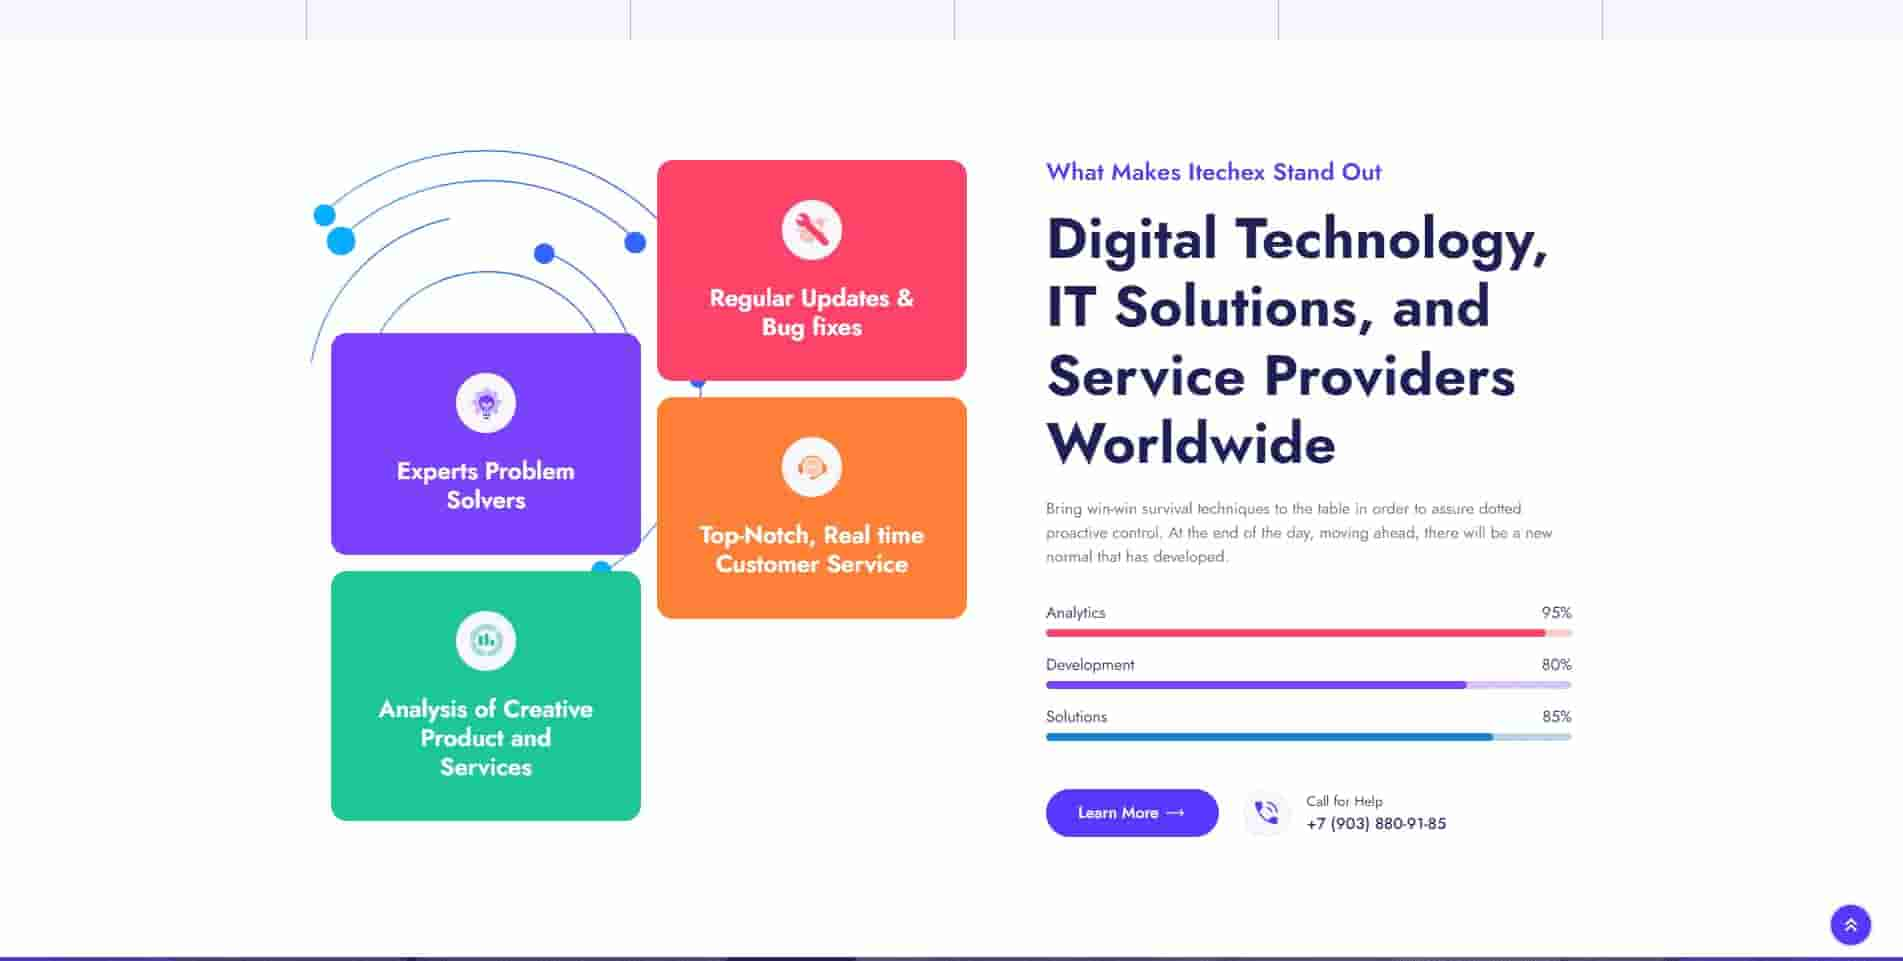 Regular Updates &
Bug fixes
Experts Problem
Solvers
Top-Notch, Real time
Customer Service
Analysis of Creative
Product and
Services
What Makes Itechex Stand Out
Digital Technology,
IT Solutions, and
Service Providers
Worldwide
Bring win-win survival techniques to the table in order to assure dotted
proactive control. At the end of the day, moving ahead, there will be a new
normal that has developed.
Analytics 95%
Development 80%
Solutions 85%
Learn More →
Call for Help
+7 (903) 880-91-85